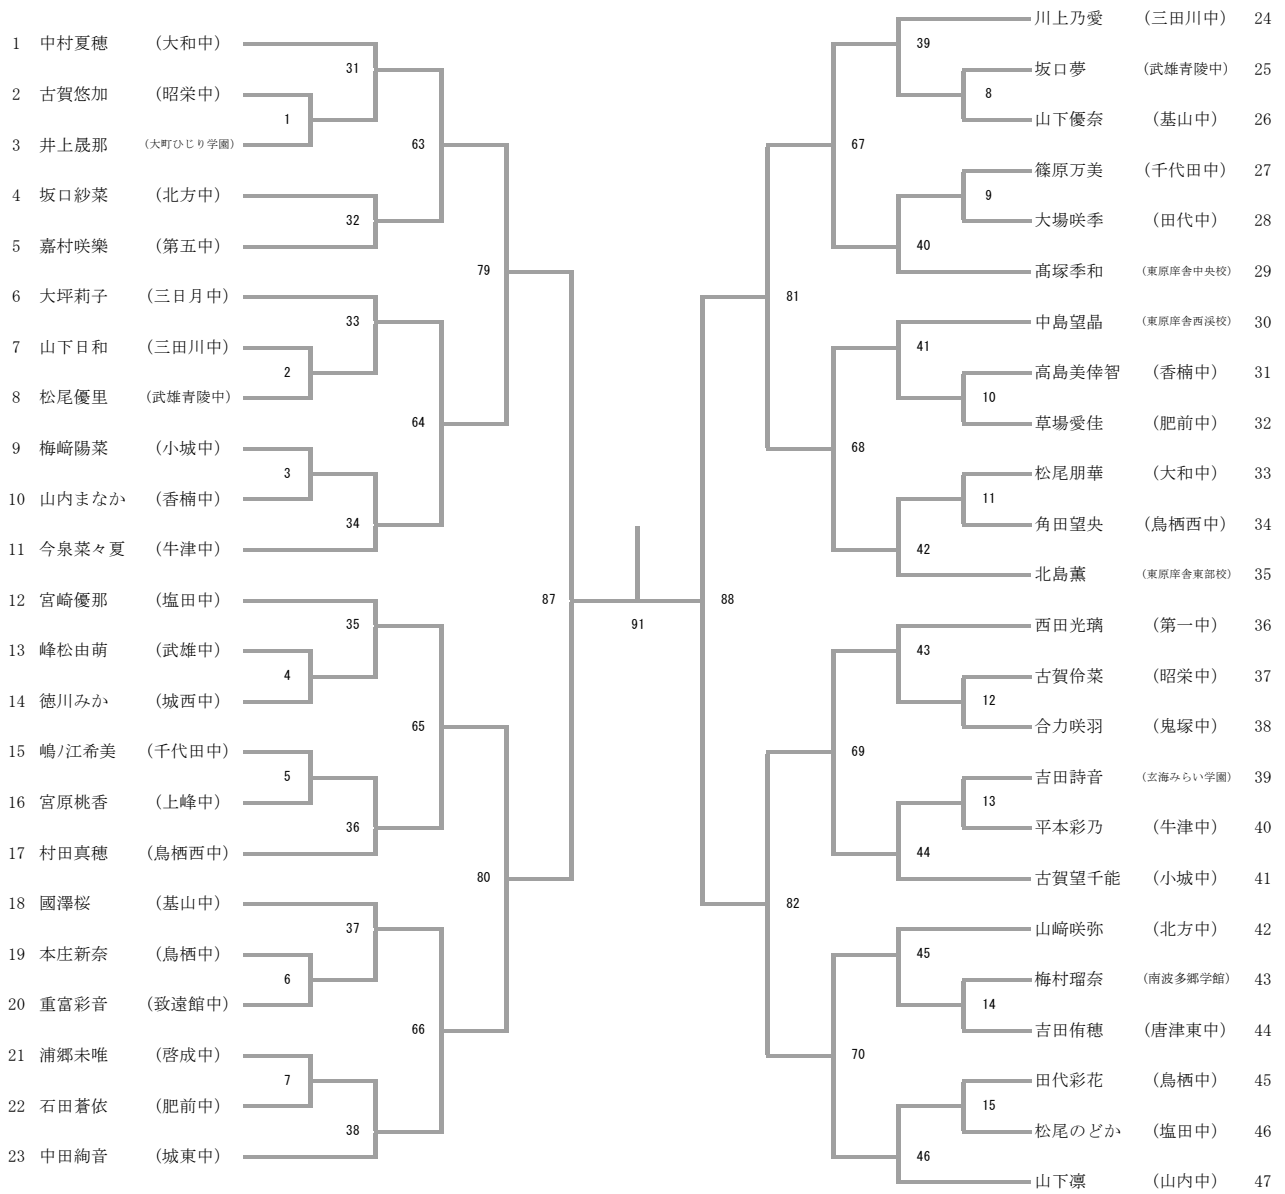 1 中村夏穂 (大和中)
2 古賀悠加 (昭栄中)
3 井上晟那 (大町ひじり学園)
4 坂口紗菜 (北方中)
5 嘉村咲樂 (第五中)
6 大坪莉子 (三日月中)
7 山下日和 (三田川中)
8 松尾優里 (武雄青陵中)
9 梅﨑陽菜 (小城中)
10 山内まなか (香楠中)
11 今泉菜々夏 (牛津中)
12 宮崎優那 (塩田中)
13 峰松由萌 (武雄中)
14 徳川みか (城西中)
15 嶋ﾉ江希美 (千代田中)
16 宮原桃香 (上峰中)
17 村田真穂 (鳥栖西中)
18 國澤桜 (基山中)
19 本庄新奈 (鳥栖中)
20 重富彩音 (致遠館中)
21 浦郷未唯 (啓成中)
22 石田蒼依 (肥前中)
23 中田絢音 (城東中)
1
2
3
4
5
6
7
31
32
33
34
35
36
37
38
63
64
65
66
79
80
87
91
88
81
82
67
68
69
70
39
40
41
42
43
44
45
46
8
9
10
11
12
13
14
15
川上乃愛 (三田川中) 24
坂口夢 (武雄青陵中) 25
山下優奈 (基山中) 26
篠原万美 (千代田中) 27
大場咲季 (田代中) 28
髙塚季和 (東原庠舎中央校) 29
中島望晶 (東原庠舎西渓校) 30
高島美倖智 (香楠中) 31
草場愛佳 (肥前中) 32
松尾朋華 (大和中) 33
角田望央 (鳥栖西中) 34
北島薫 (東原庠舎東部校) 35
西田光璃 (第一中) 36
古賀伶菜 (昭栄中) 37
合力咲羽 (鬼塚中) 38
吉田詩音 (玄海みらい学園) 39
平本彩乃 (牛津中) 40
古賀望千能 (小城中) 41
山﨑咲弥 (北方中) 42
梅村瑠奈 (南波多郷学館) 43
吉田侑穂 (唐津東中) 44
田代彩花 (鳥栖中) 45
松尾のどか (塩田中) 46
山下凛 (山内中) 47